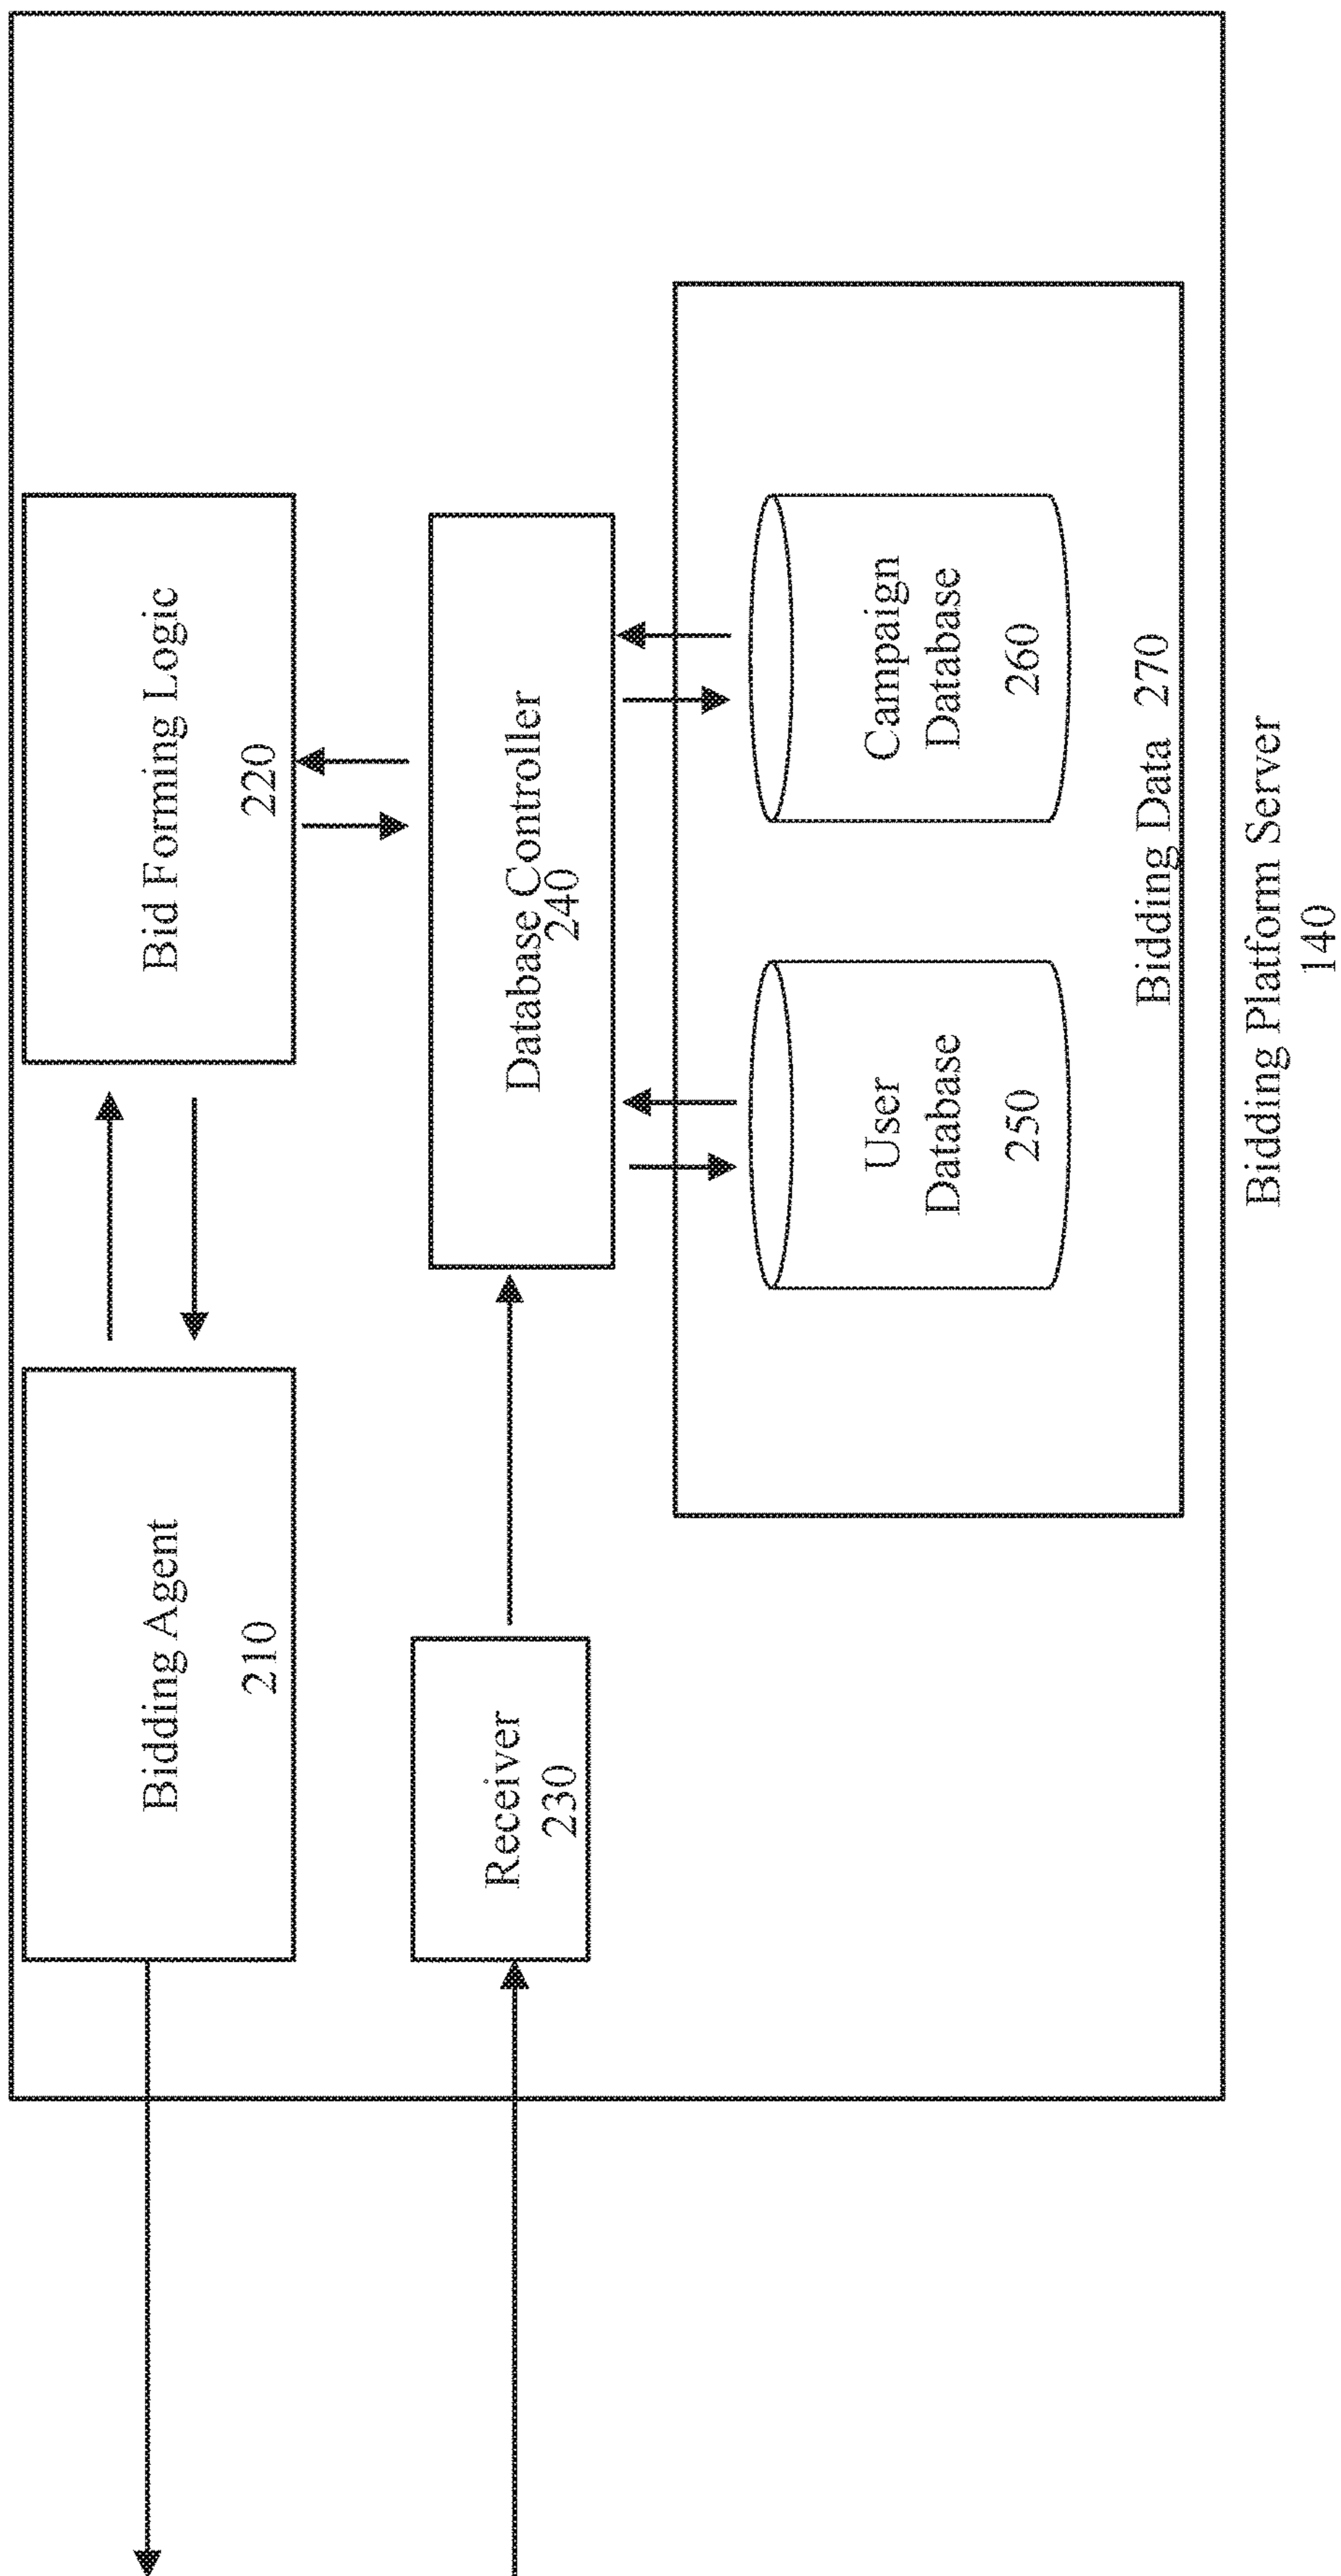 Bidding Agent
210
Bid Forming Logic
220
Receiver
230
Database Controller
240
User
Database
250
Campaign
Database
260
Bidding Data 270
Bidding Platform Server
140